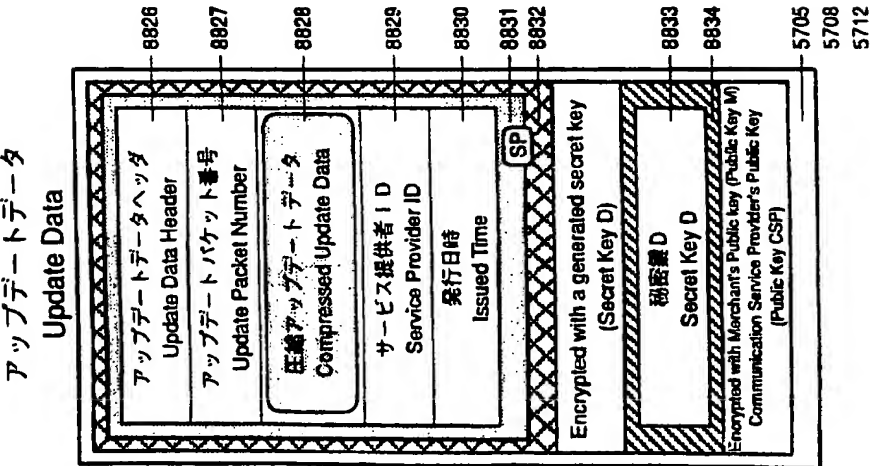 アップデートデータ
Update Data
アップデートデータヘッダ
Update Data Header
アップデートパケット番号
Update Packet Number
圧縮アップデートデータ
Compressed Update Data
サービス提供者ID
Service Provider ID
発行日時
Issued Time
SP
Encrypted with a generated secret key
(Secret Key D)
秘密鍵D
Secret Key D
Encrypted with Merchant's Public key (Public Key M)
Communication Service Provider's Public Key
(Public Key CSP)
8826
8827
8828
8829
8830
8831
8832
8833
8834
5705
5708
5712